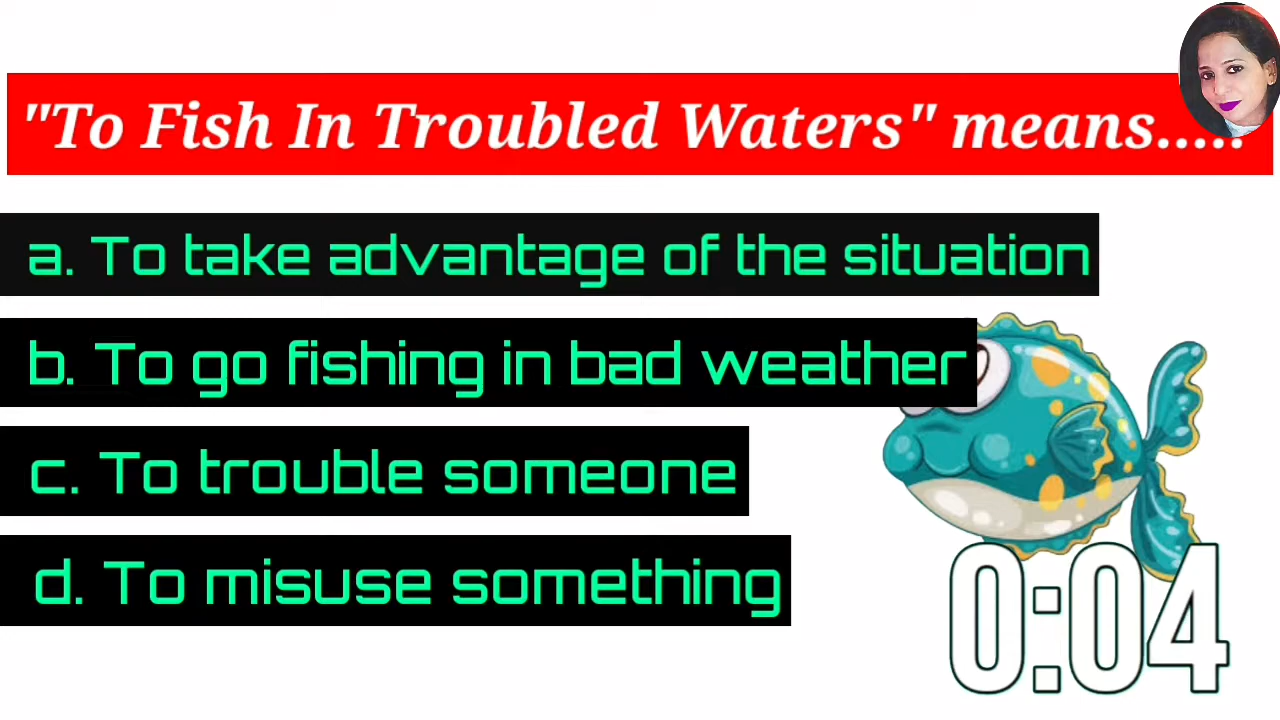 "To Fish In Troubled Waters" means.....
a. To take advantage of the situation
b. To go fishing in bad weather
c. To trouble someone
d. To misuse something
0:04